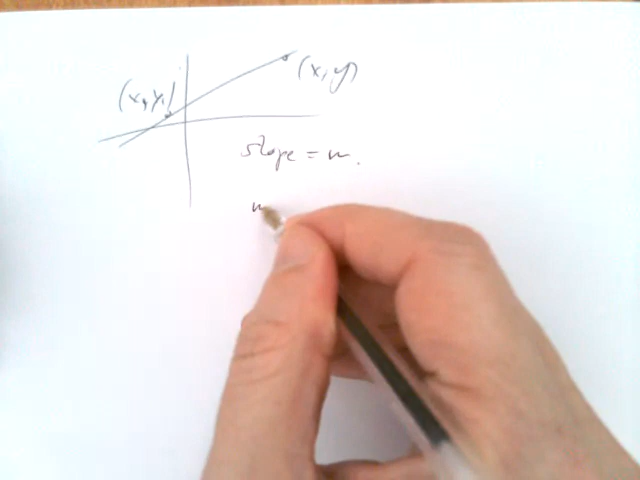 (x, y)
(x₁, y₁)
slope = m.
m